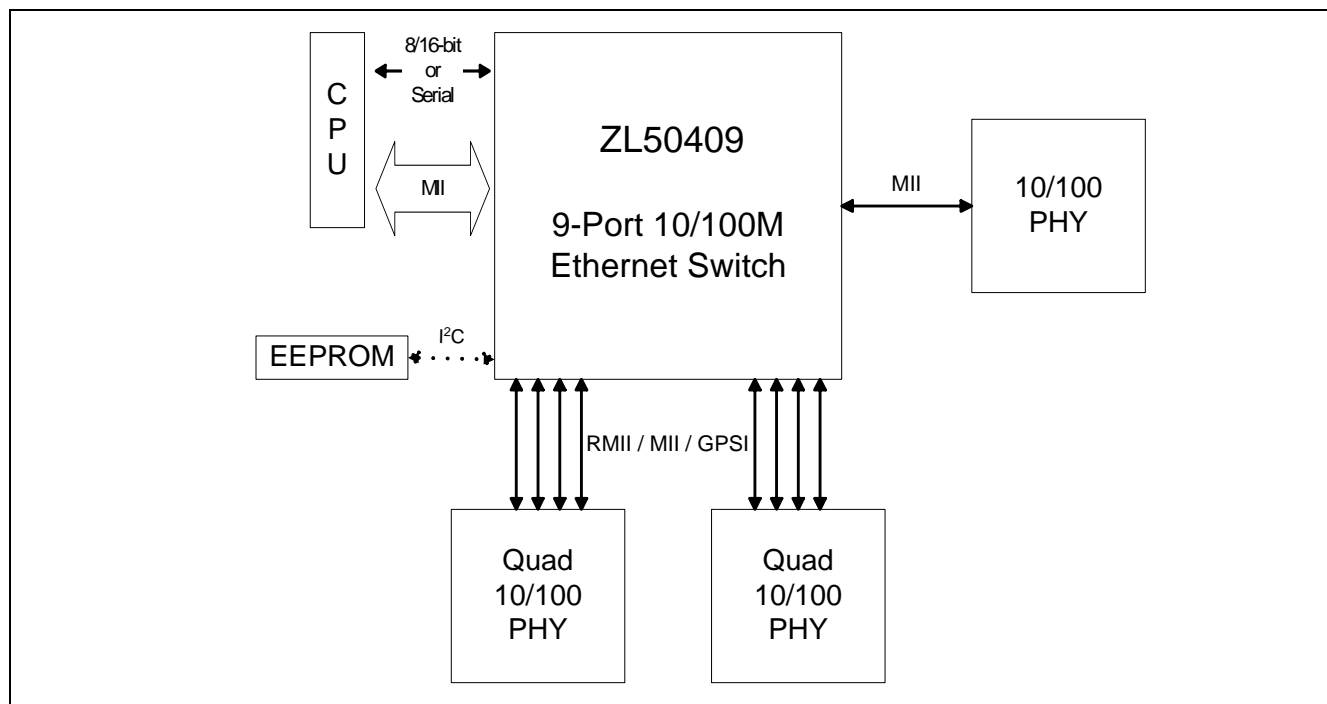 8/16-bit
or
Serial
C
P
U
MII
ZL50409
9-Port 10/100M
Ethernet Switch
MII
10/100
PHY
EEPROM
I²C
RMII / MII / GPSI
Quad
10/100
PHY
Quad
10/100
PHY